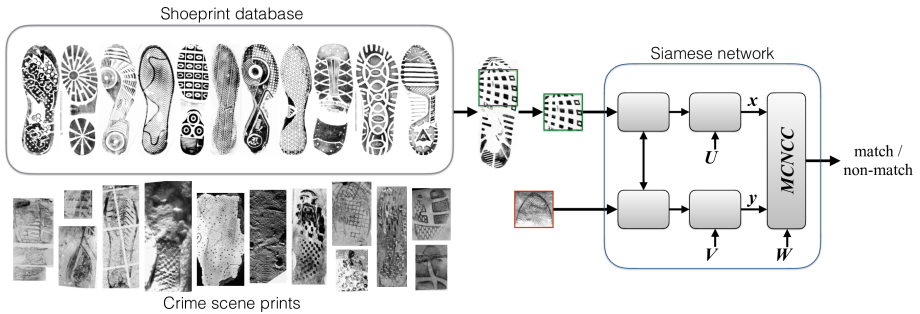 Shoeprint database
Siamese network
x
U
MCNCC
match /
non-match
y
V
W
Crime scene prints